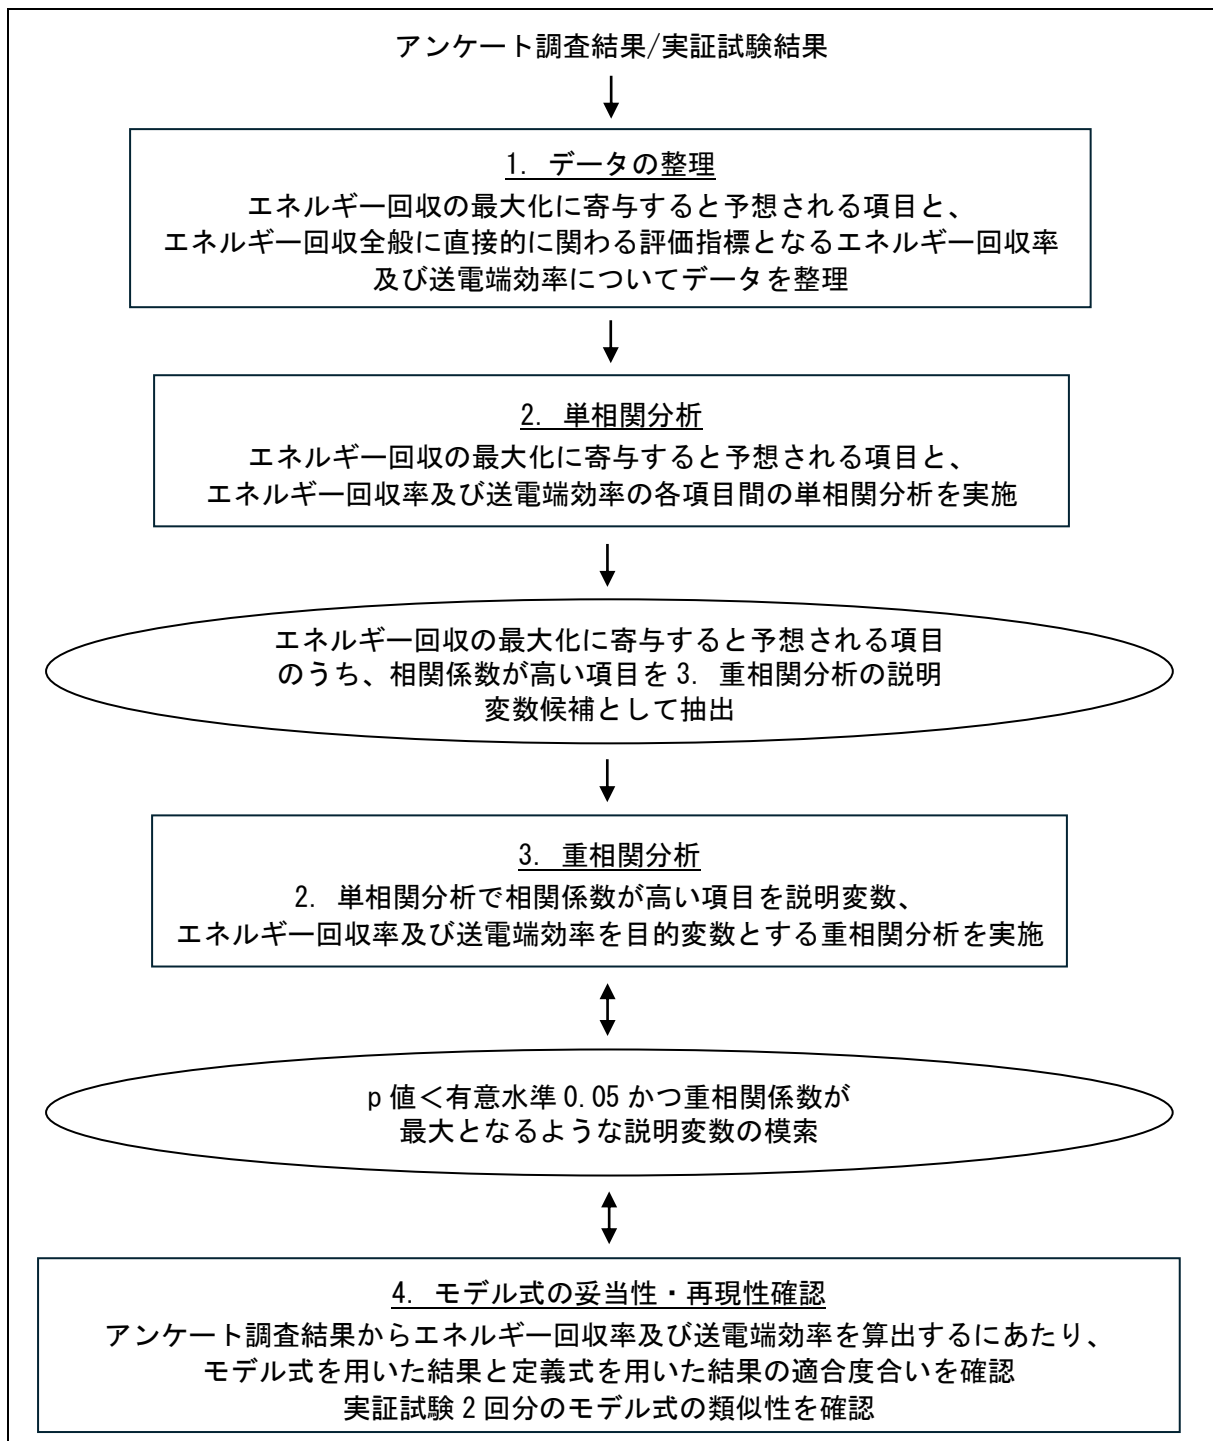 アンケート調査結果/実証試験結果
1. データの整理
エネルギー回収の最大化に寄与すると予想される項目と、
エネルギー回収全般に直接的に関わる評価指標となるエネルギー回収率
及び送電端効率についてデータを整理
2. 単相関分析
エネルギー回収の最大化に寄与すると予想される項目と、
エネルギー回収率及び送電端効率の各項目間の単相関分析を実施
エネルギー回収の最大化に寄与すると予想される項目
のうち、相関係数が高い項目を 3. 重相関分析の説明
変数候補として抽出
3. 重相関分析
2. 単相関分析で相関係数が高い項目を説明変数、
エネルギー回収率及び送電端効率を目的変数とする重相関分析を実施
p 値<有意水準 0.05 かつ重相関係数が
最大となるような説明変数の模索
4. モデル式の妥当性・再現性確認
アンケート調査結果からエネルギー回収率及び送電端効率を算出するにあたり、
モデル式を用いた結果と定義式を用いた結果の適合度合いを確認
実証試験 2 回分のモデル式の類似性を確認